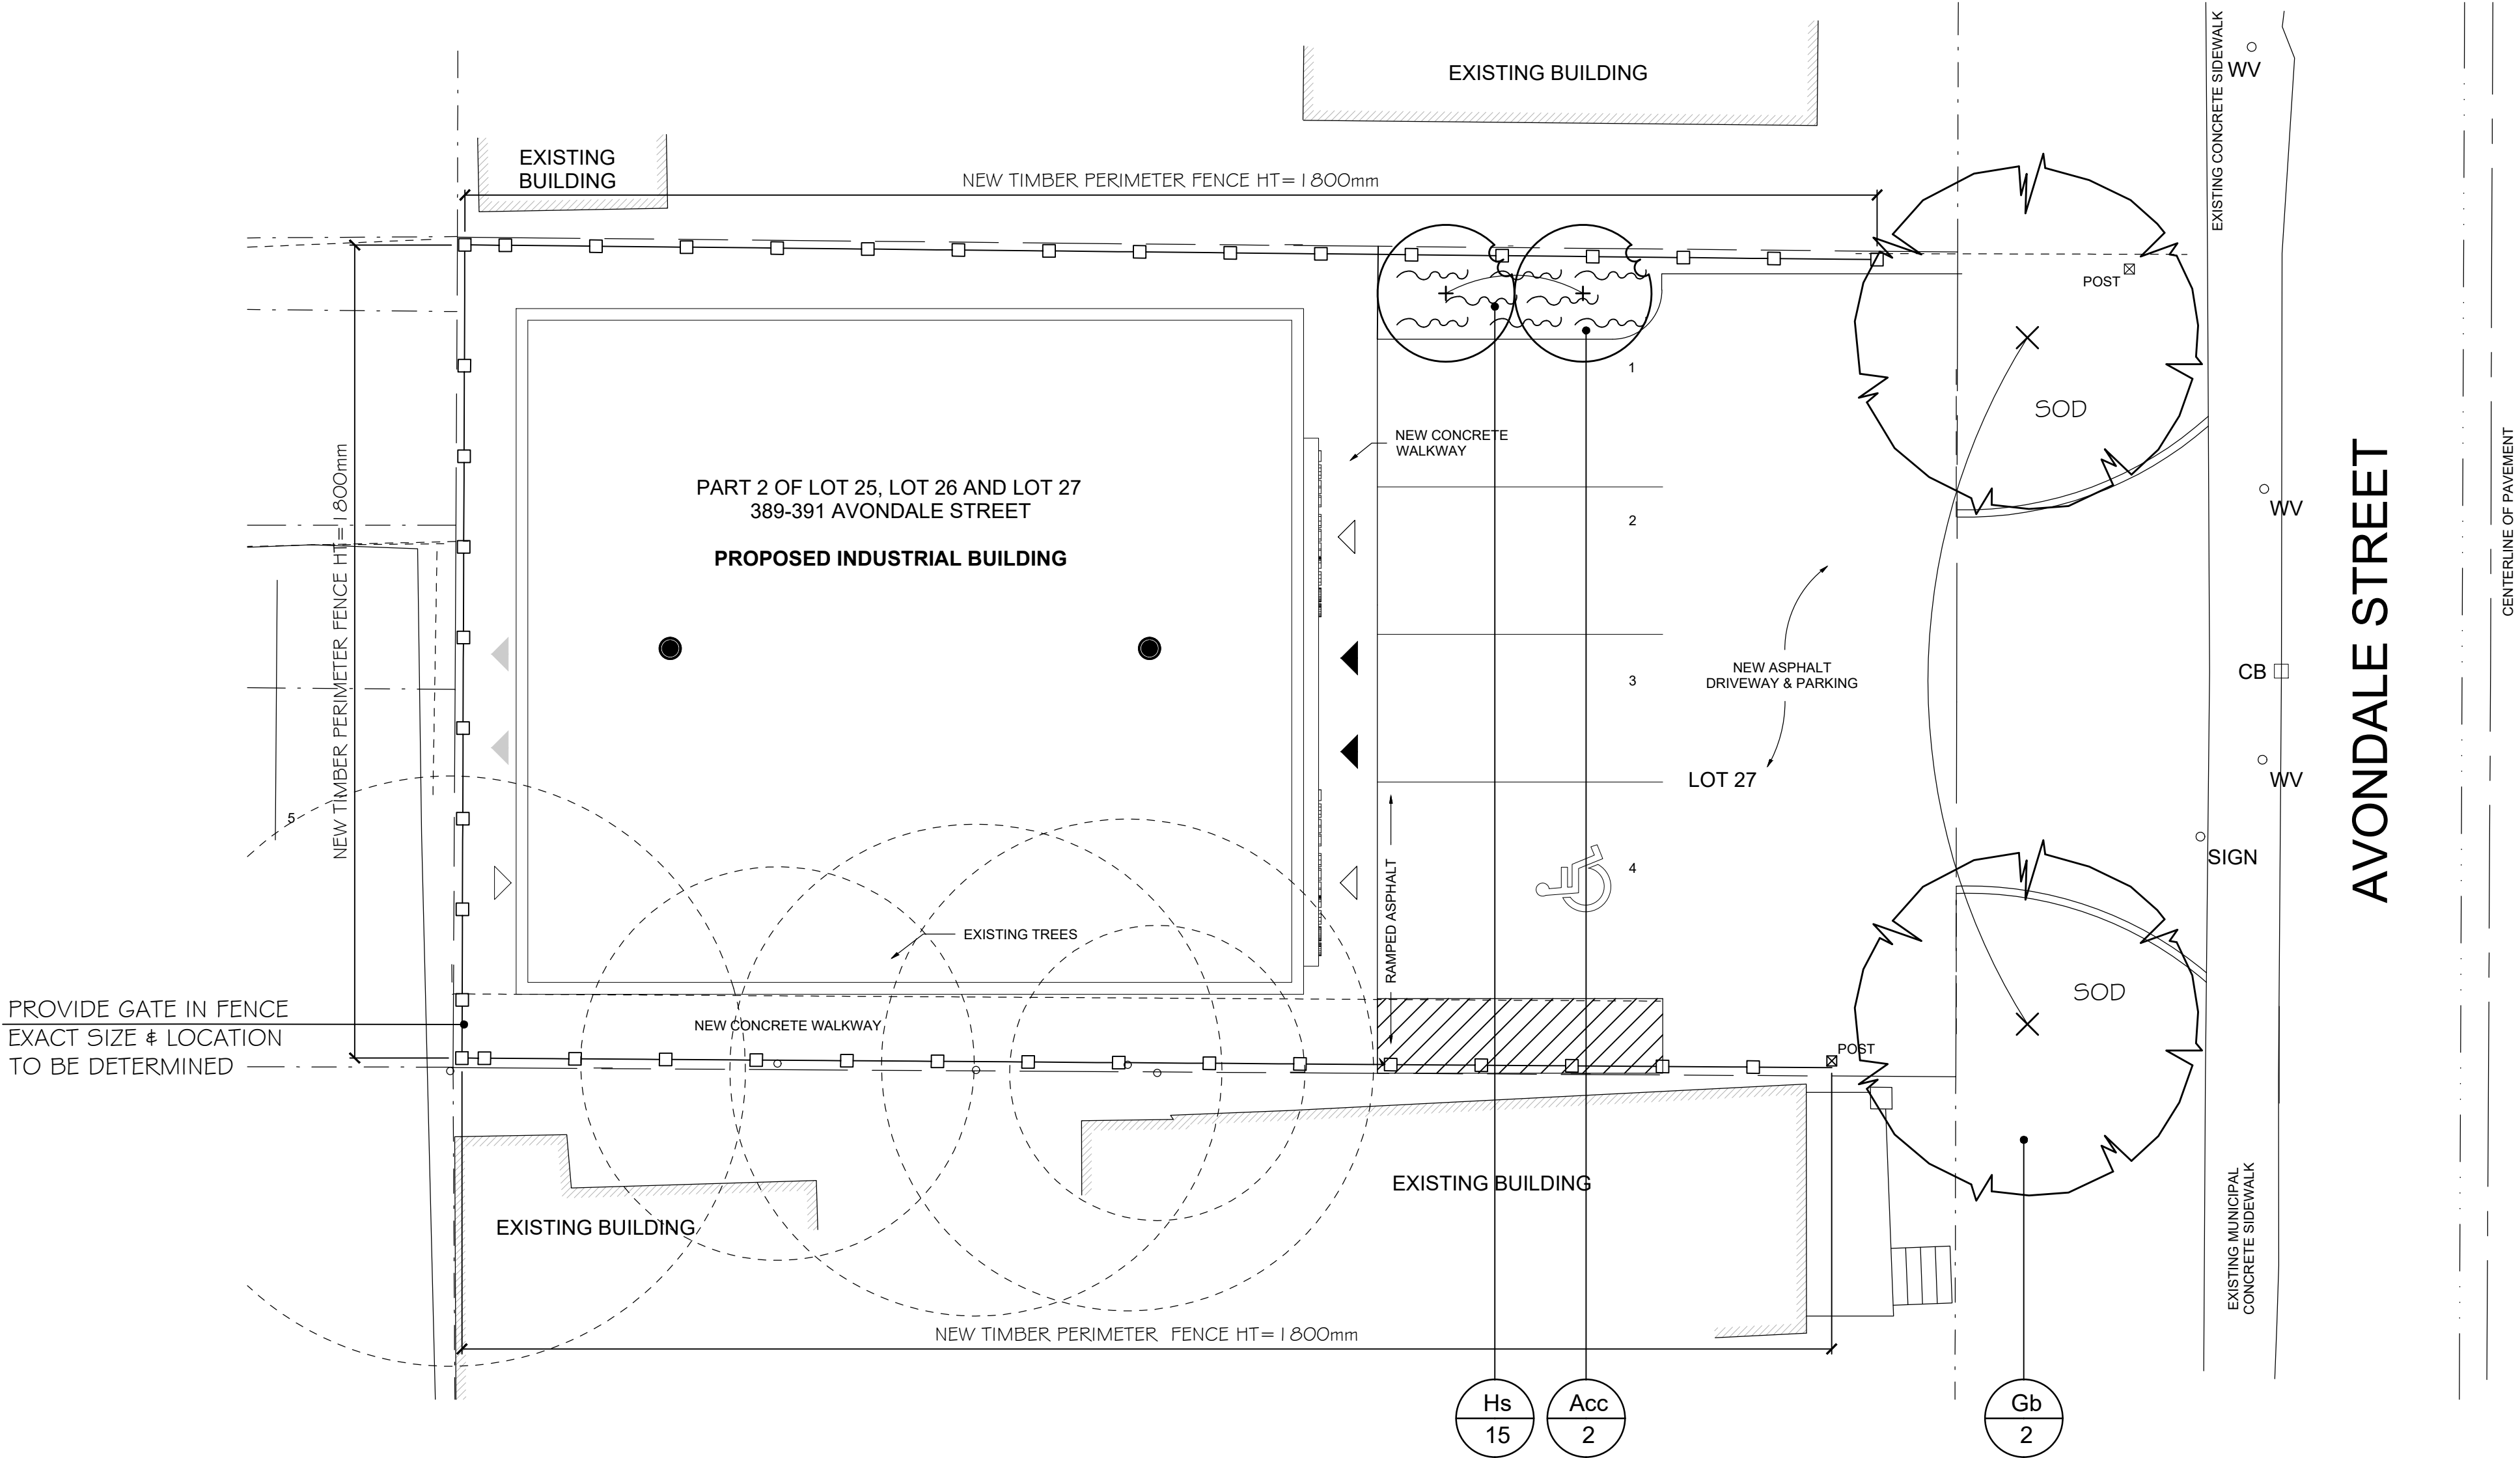 EXISTING CONCRETE SIDEWALK
WV
EXISTING BUILDING
EXISTING
BUILDING
NEW TIMBER PERIMETER FENCE HT=1800mm
POST
1
SOD
NEW CONCRETE
WALKWAY
PART 2 OF LOT 25, LOT 26 AND LOT 27
389-391 AVONDALE STREET
PROPOSED INDUSTRIAL BUILDING
2
WV
CENTERLINE OF PAVEMENT
AVONDALE STREET
NEW TIMBER PERIMETER FENCE HT=1800mm
3
NEW ASPHALT
DRIVEWAY & PARKING
CB
LOT 27
WV
5
SIGN
4
RAMPED ASPHALT
EXISTING TREES
SOD
PROVIDE GATE IN FENCE
EXACT SIZE & LOCATION
TO BE DETERMINED
NEW CONCRETE WALKWAY
POST
EXISTING BUILDING
EXISTING BUILDING
EXISTING MUNICIPAL
CONCRETE SIDEWALK
NEW TIMBER PERIMETER FENCE HT=1800mm
Hs
15
Acc
2
Gb
2